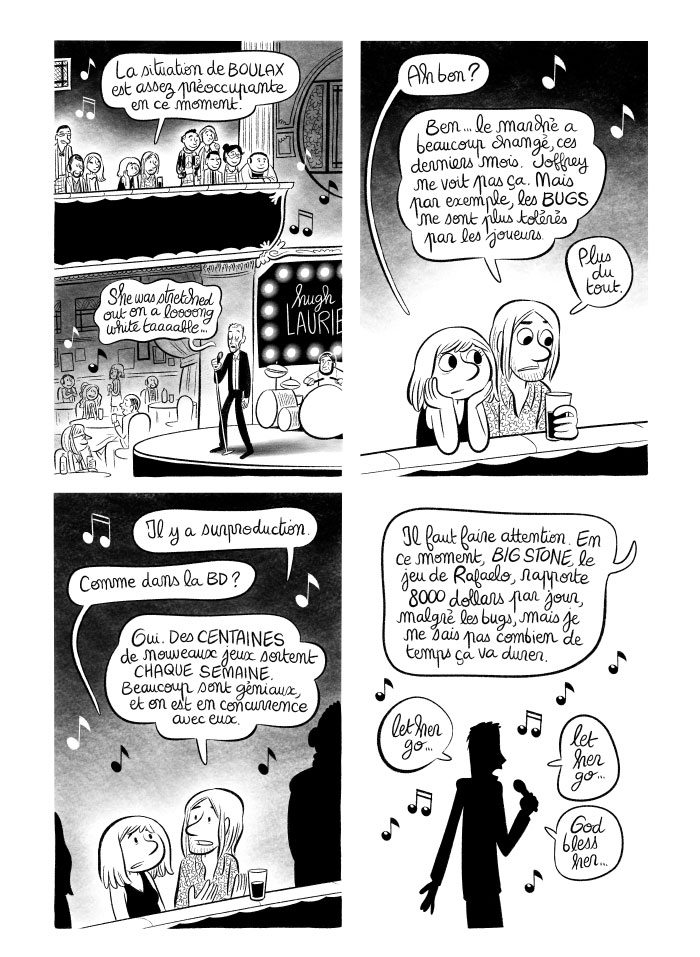 La situation de BOULAX
est assez préoccupante
en ce moment.
She was stretched
out on a loooong
white taaaable...
hugh
LAURIE
Ah bon ?
Ben... le marché a
beaucoup changé, ces
derniers mois. Joffrey
ne voit pas ça. Mais
par exemple, les BUGS
ne sont plus tolérés
par les joueurs.
Plus
du
tout.
Il y a surproduction.
Comme dans la BD ?
Oui. Des CENTAINES
de nouveaux jeux sortent
CHAQUE SEMAINE.
Beaucoup sont géniaux,
et on est en concurrence
avec eux.
Il faut faire attention. En
ce moment, BIG STONE, le
jeu de Rafaelo, rapporte
8000 dollars par jour,
malgré les bugs, mais je
ne sais pas combien de
temps ça va durer.
let her
go...
let
her
go...
God
bless
her...